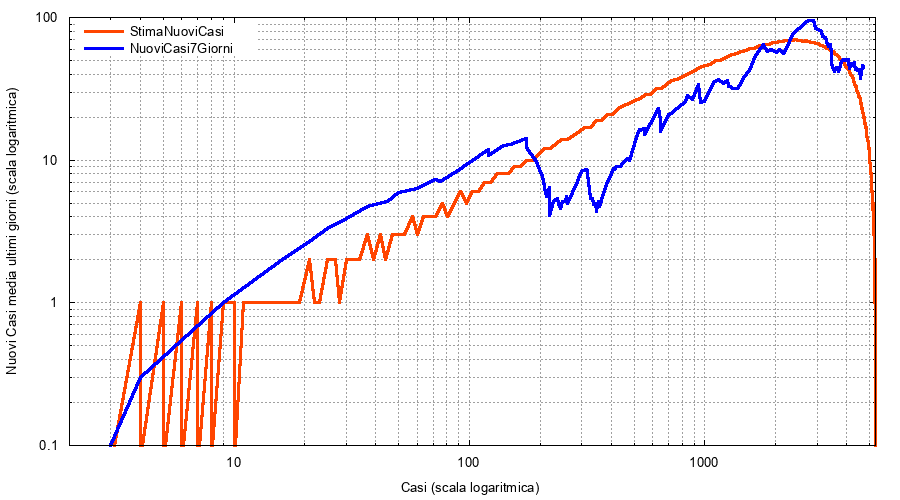 100
StimaNuoviCasi
NuoviCasi7Giorni
10
1
0.1
Nuovi Casi media ultimi giorni (scala logaritmica)
10
100
1000
Casi (scala logaritmica)